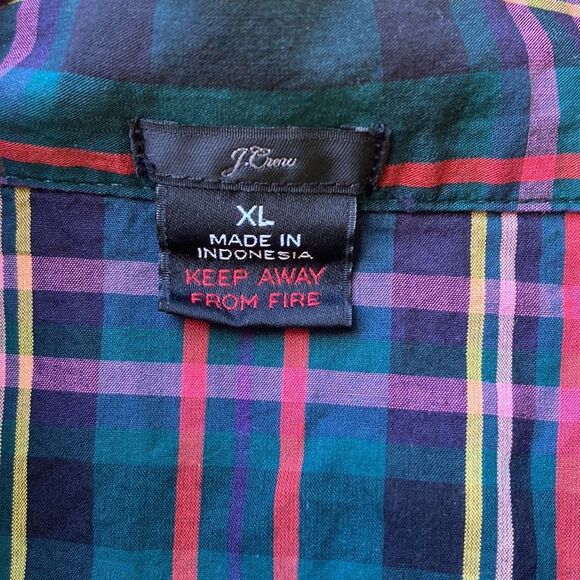 J.Crew
XL
MADE IN
INDONESIA
KEEP AWAY
FROM FIRE